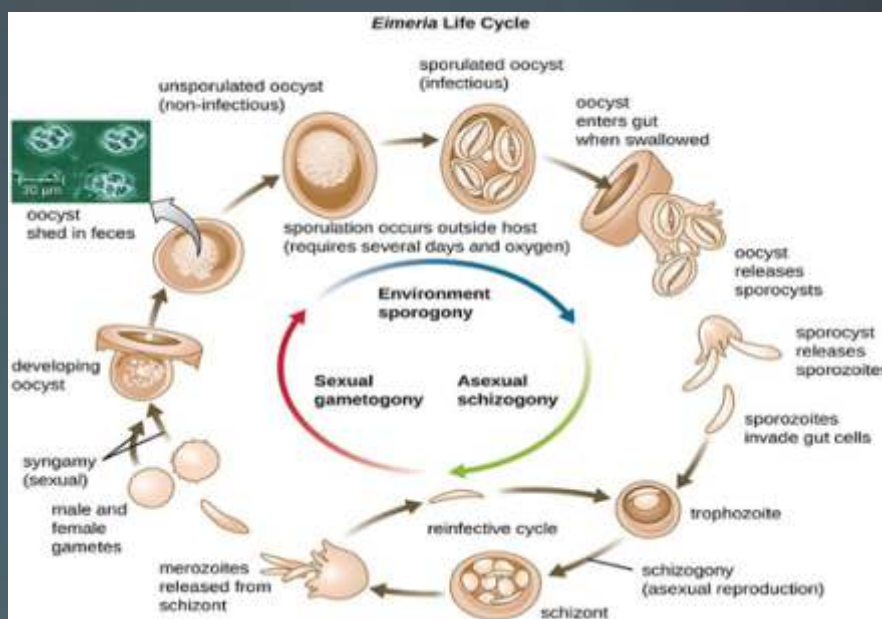 Eimeria Life Cycle
unsporulated oocyst
(non-infectious)
sporulated oocyst
(infectious)
oocyst
enters gut
when swallowed
20 μm
oocyst
shed in feces
sporulation occurs outside host
(requires several days and oxygen)
oocyst
releases
sporocysts
Environment
sporogony
sporocyst
releases
sporozoites
developing
oocyst
Sexual
gametogony
Asexual
schizogony
sporozoites
invade gut cells
syngamy
(sexual)
male and
female
gametes
reinfective cycle
trophozoite
merozoites
released from
schizont
schizont
schizogony
(asexual reproduction)